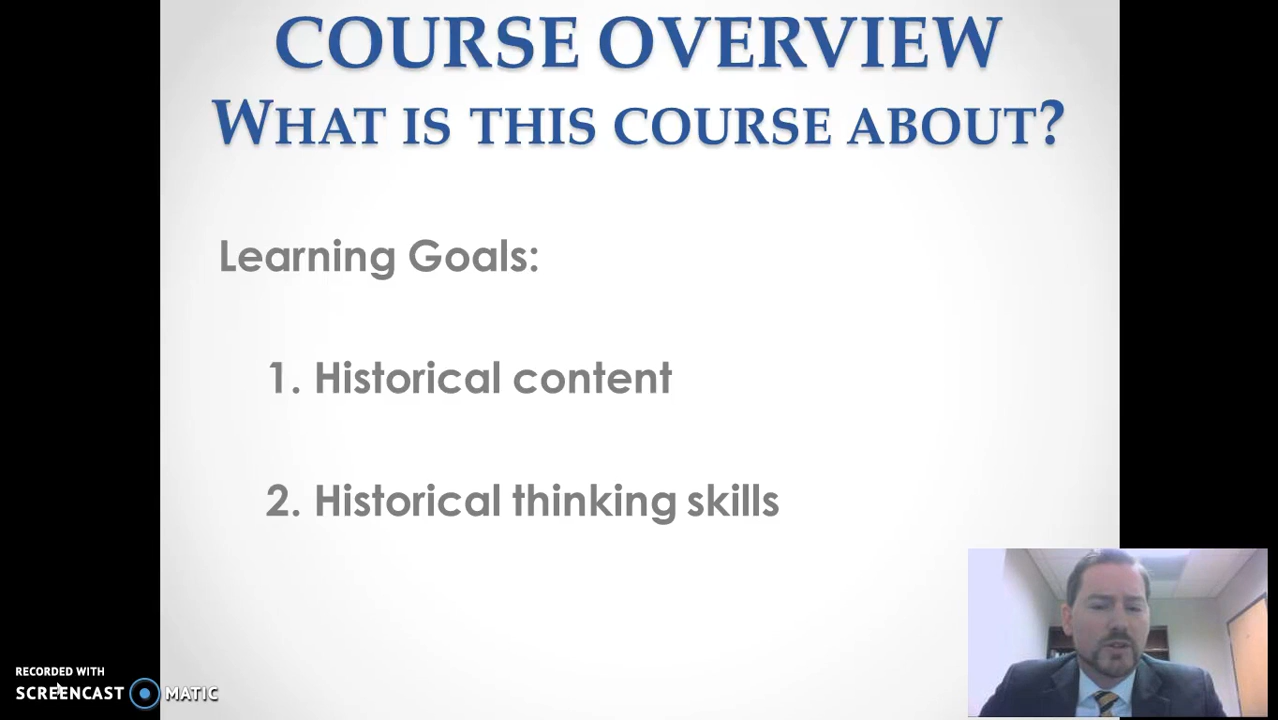 COURSE OVERVIEW
WHAT IS THIS COURSE ABOUT?
Learning Goals:
1. Historical content
2. Historical thinking skills
RECORDED WITH
SCREENCAST MATIC